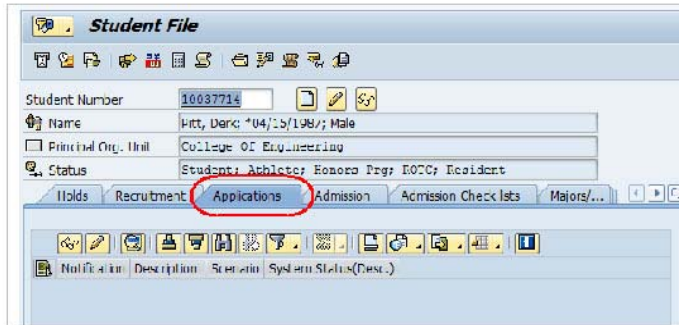 Student File
Student Number 10037714
Name Pitt, Derk; *04/15/1987; Male
Principal Org. Unit College Of Engineering
Status Student; Athlete; Honors Prg; ROTC; Resident
Holds Recruitment Applications Admission Admission Check lists Majors/...
Notification Description Scenario System Status(Desc.)